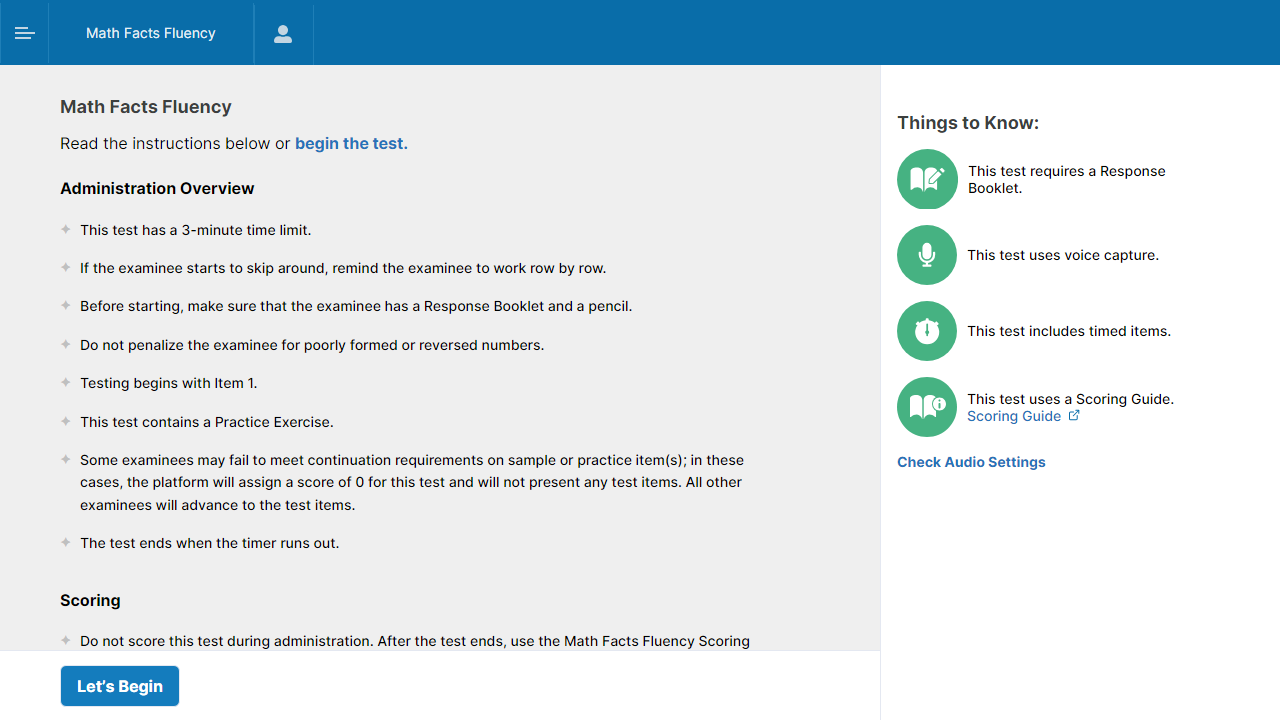 Math Facts Fluency
Math Facts Fluency
Read the instructions below or begin the test.
Administration Overview
This test has a 3-minute time limit.
If the examinee starts to skip around, remind the examinee to work row by row.
Before starting, make sure that the examinee has a Response Booklet and a pencil.
Do not penalize the examinee for poorly formed or reversed numbers.
Testing begins with Item 1.
This test contains a Practice Exercise.
Some examinees may fail to meet continuation requirements on sample or practice item(s); in these
cases, the platform will assign a score of 0 for this test and will not present any test items. All other
examinees will advance to the test items.
The test ends when the timer runs out.
Scoring
Do not score this test during administration. After the test ends, use the Math Facts Fluency Scoring
Let's Begin
Things to Know:
This test requires a Response
Booklet.
This test uses voice capture.
This test includes timed items.
This test uses a Scoring Guide.
Scoring Guide
Check Audio Settings